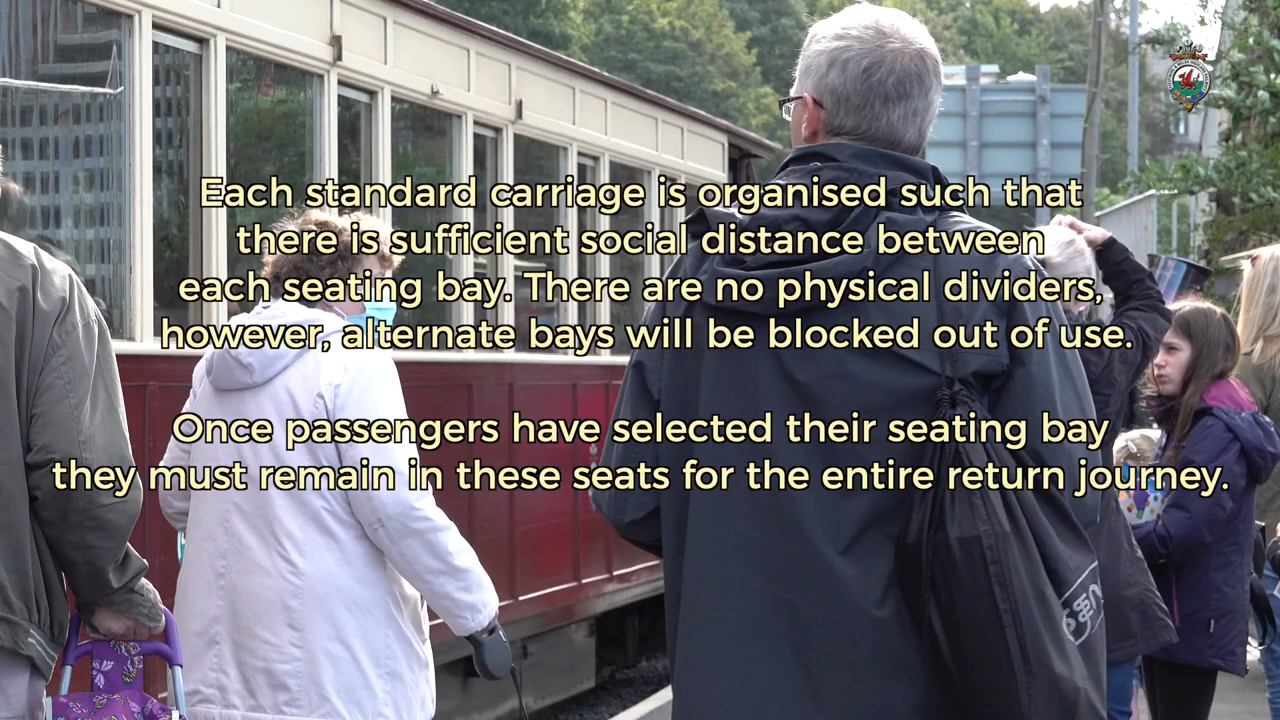 Each standard carriage is organised such that
there is sufficient social distance between
each seating bay. There are no physical dividers,
however, alternate bays will be blocked out of use.
Once passengers have selected their seating bay
they must remain in these seats for the entire return journey.